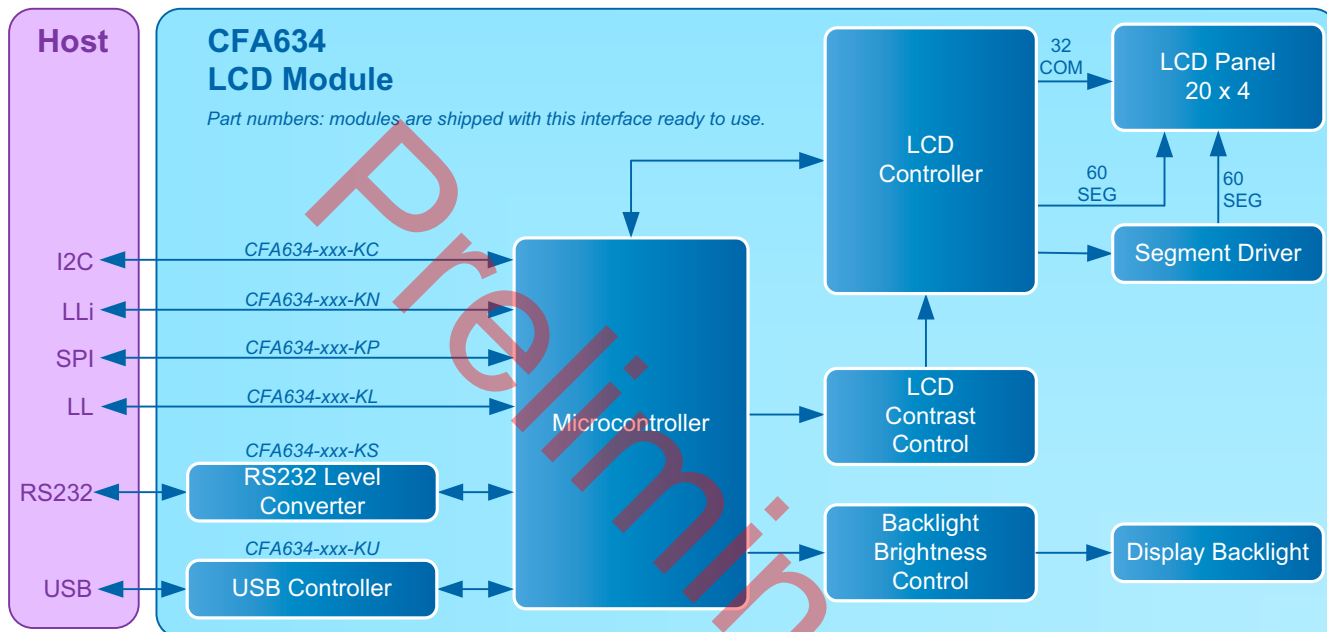 Host
CFA634
LCD Module
Part numbers: modules are shipped with this interface ready to use.
I2C
CFA634-xxx-KC
LLi
CFA634-xxx-KN
SPI
CFA634-xxx-KP
LL
CFA634-xxx-KL
RS232
CFA634-xxx-KS
RS232 Level
Converter
USB
CFA634-xxx-KU
USB Controller
Microcontroller
LCD
Controller
32
COM
LCD Panel
20 x 4
60
SEG
60
SEG
Segment Driver
LCD
Contrast
Control
Backlight
Brightness
Control
Display Backlight
Prelimin